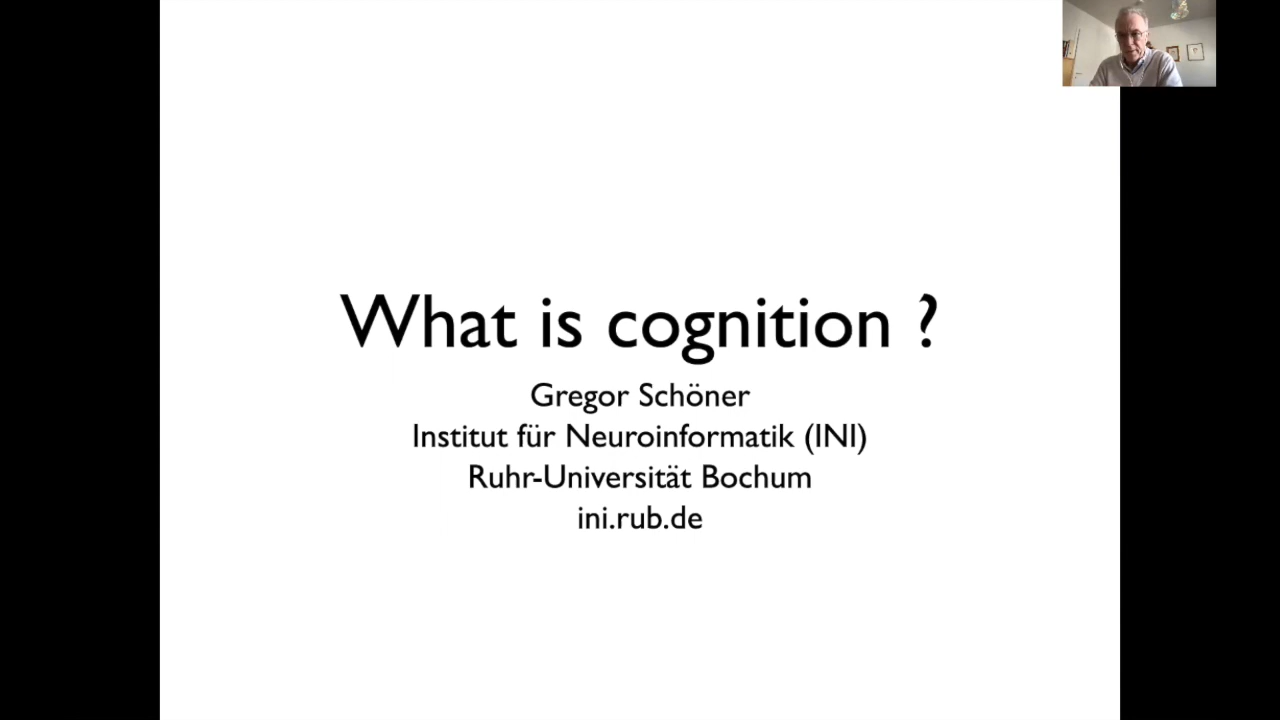 What is cognition ?
Gregor Schöner
Institut für Neuroinformatik (INI)
Ruhr-Universität Bochum
ini.rub.de